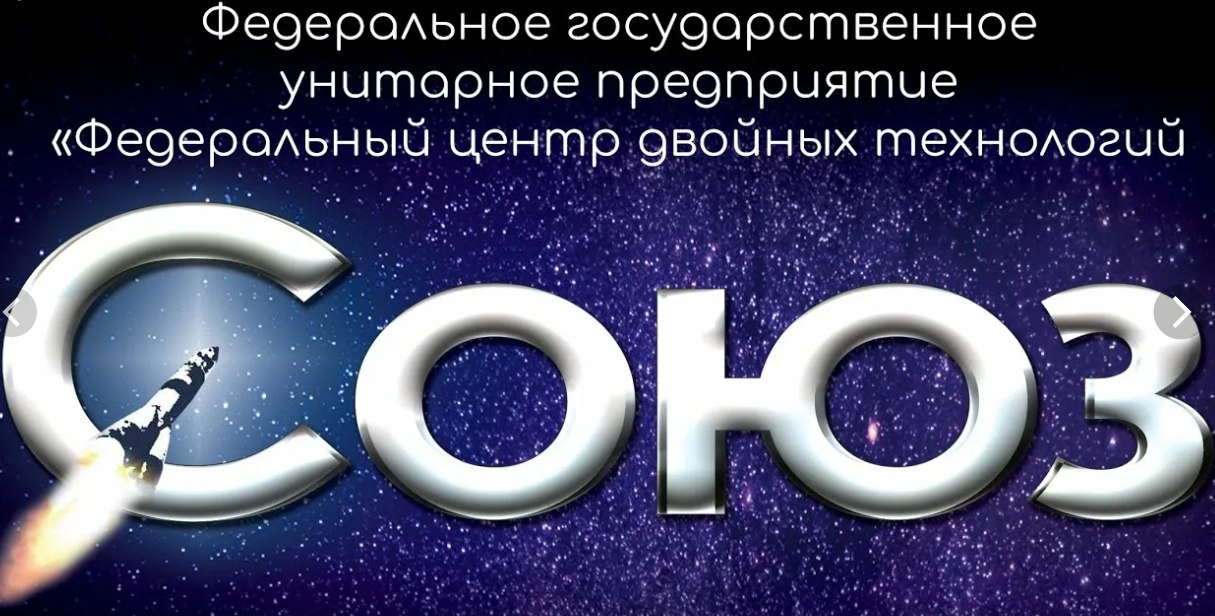 Федеральное государственное
унитарное предприятие
«Федеральный центр двойных технологий
Союз